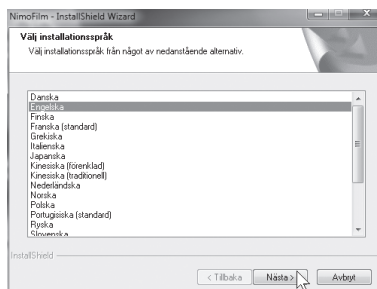 NimoFilm - InstallShield Wizard
Välj installationsspråk
Välj installationsspråk från något av nedanstående alternativ.
Danska
Engelska
Finska
Franska (standard)
Grekiska
Italienska
Japanska
Kinesiska (förenklad)
Kinesiska (traditionell)
Nederländska
Norska
Polska
Portugisiska (standard)
Ryska
Slovenska
InstallShield
< Tillbaka
Nästa >
Avbryt